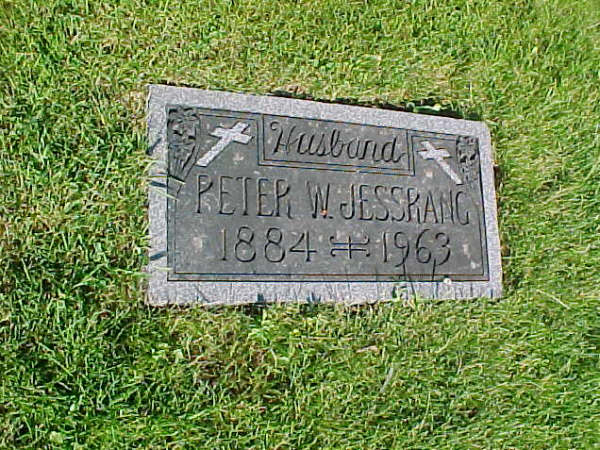 Husband
PETER W. JESSRANG
1884 1963